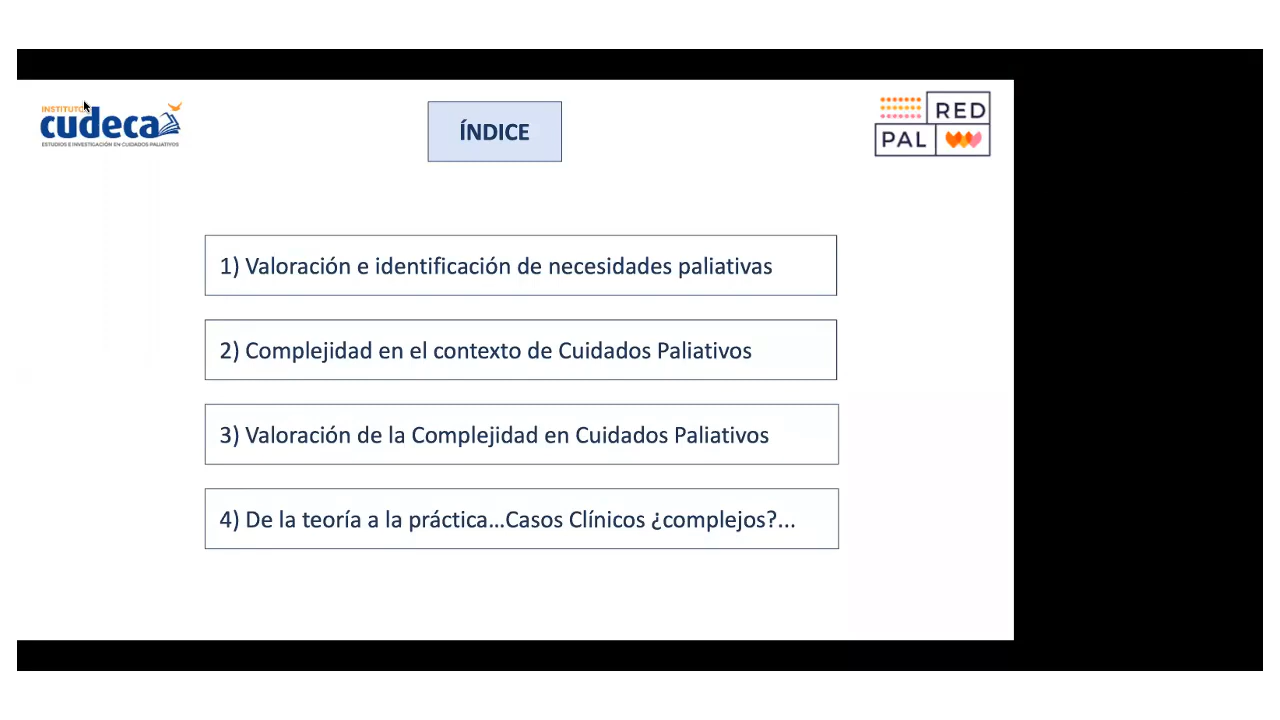 INSTITUTO
cudeca
ESTUDIOS E INVESTIGACIÓN EN CUIDADOS PALIATIVOS
ÍNDICE
RED
PAL
1) Valoración e identificación de necesidades paliativas
2) Complejidad en el contexto de Cuidados Paliativos
3) Valoración de la Complejidad en Cuidados Paliativos
4) De la teoría a la práctica...Casos Clínicos ¿complejos?...